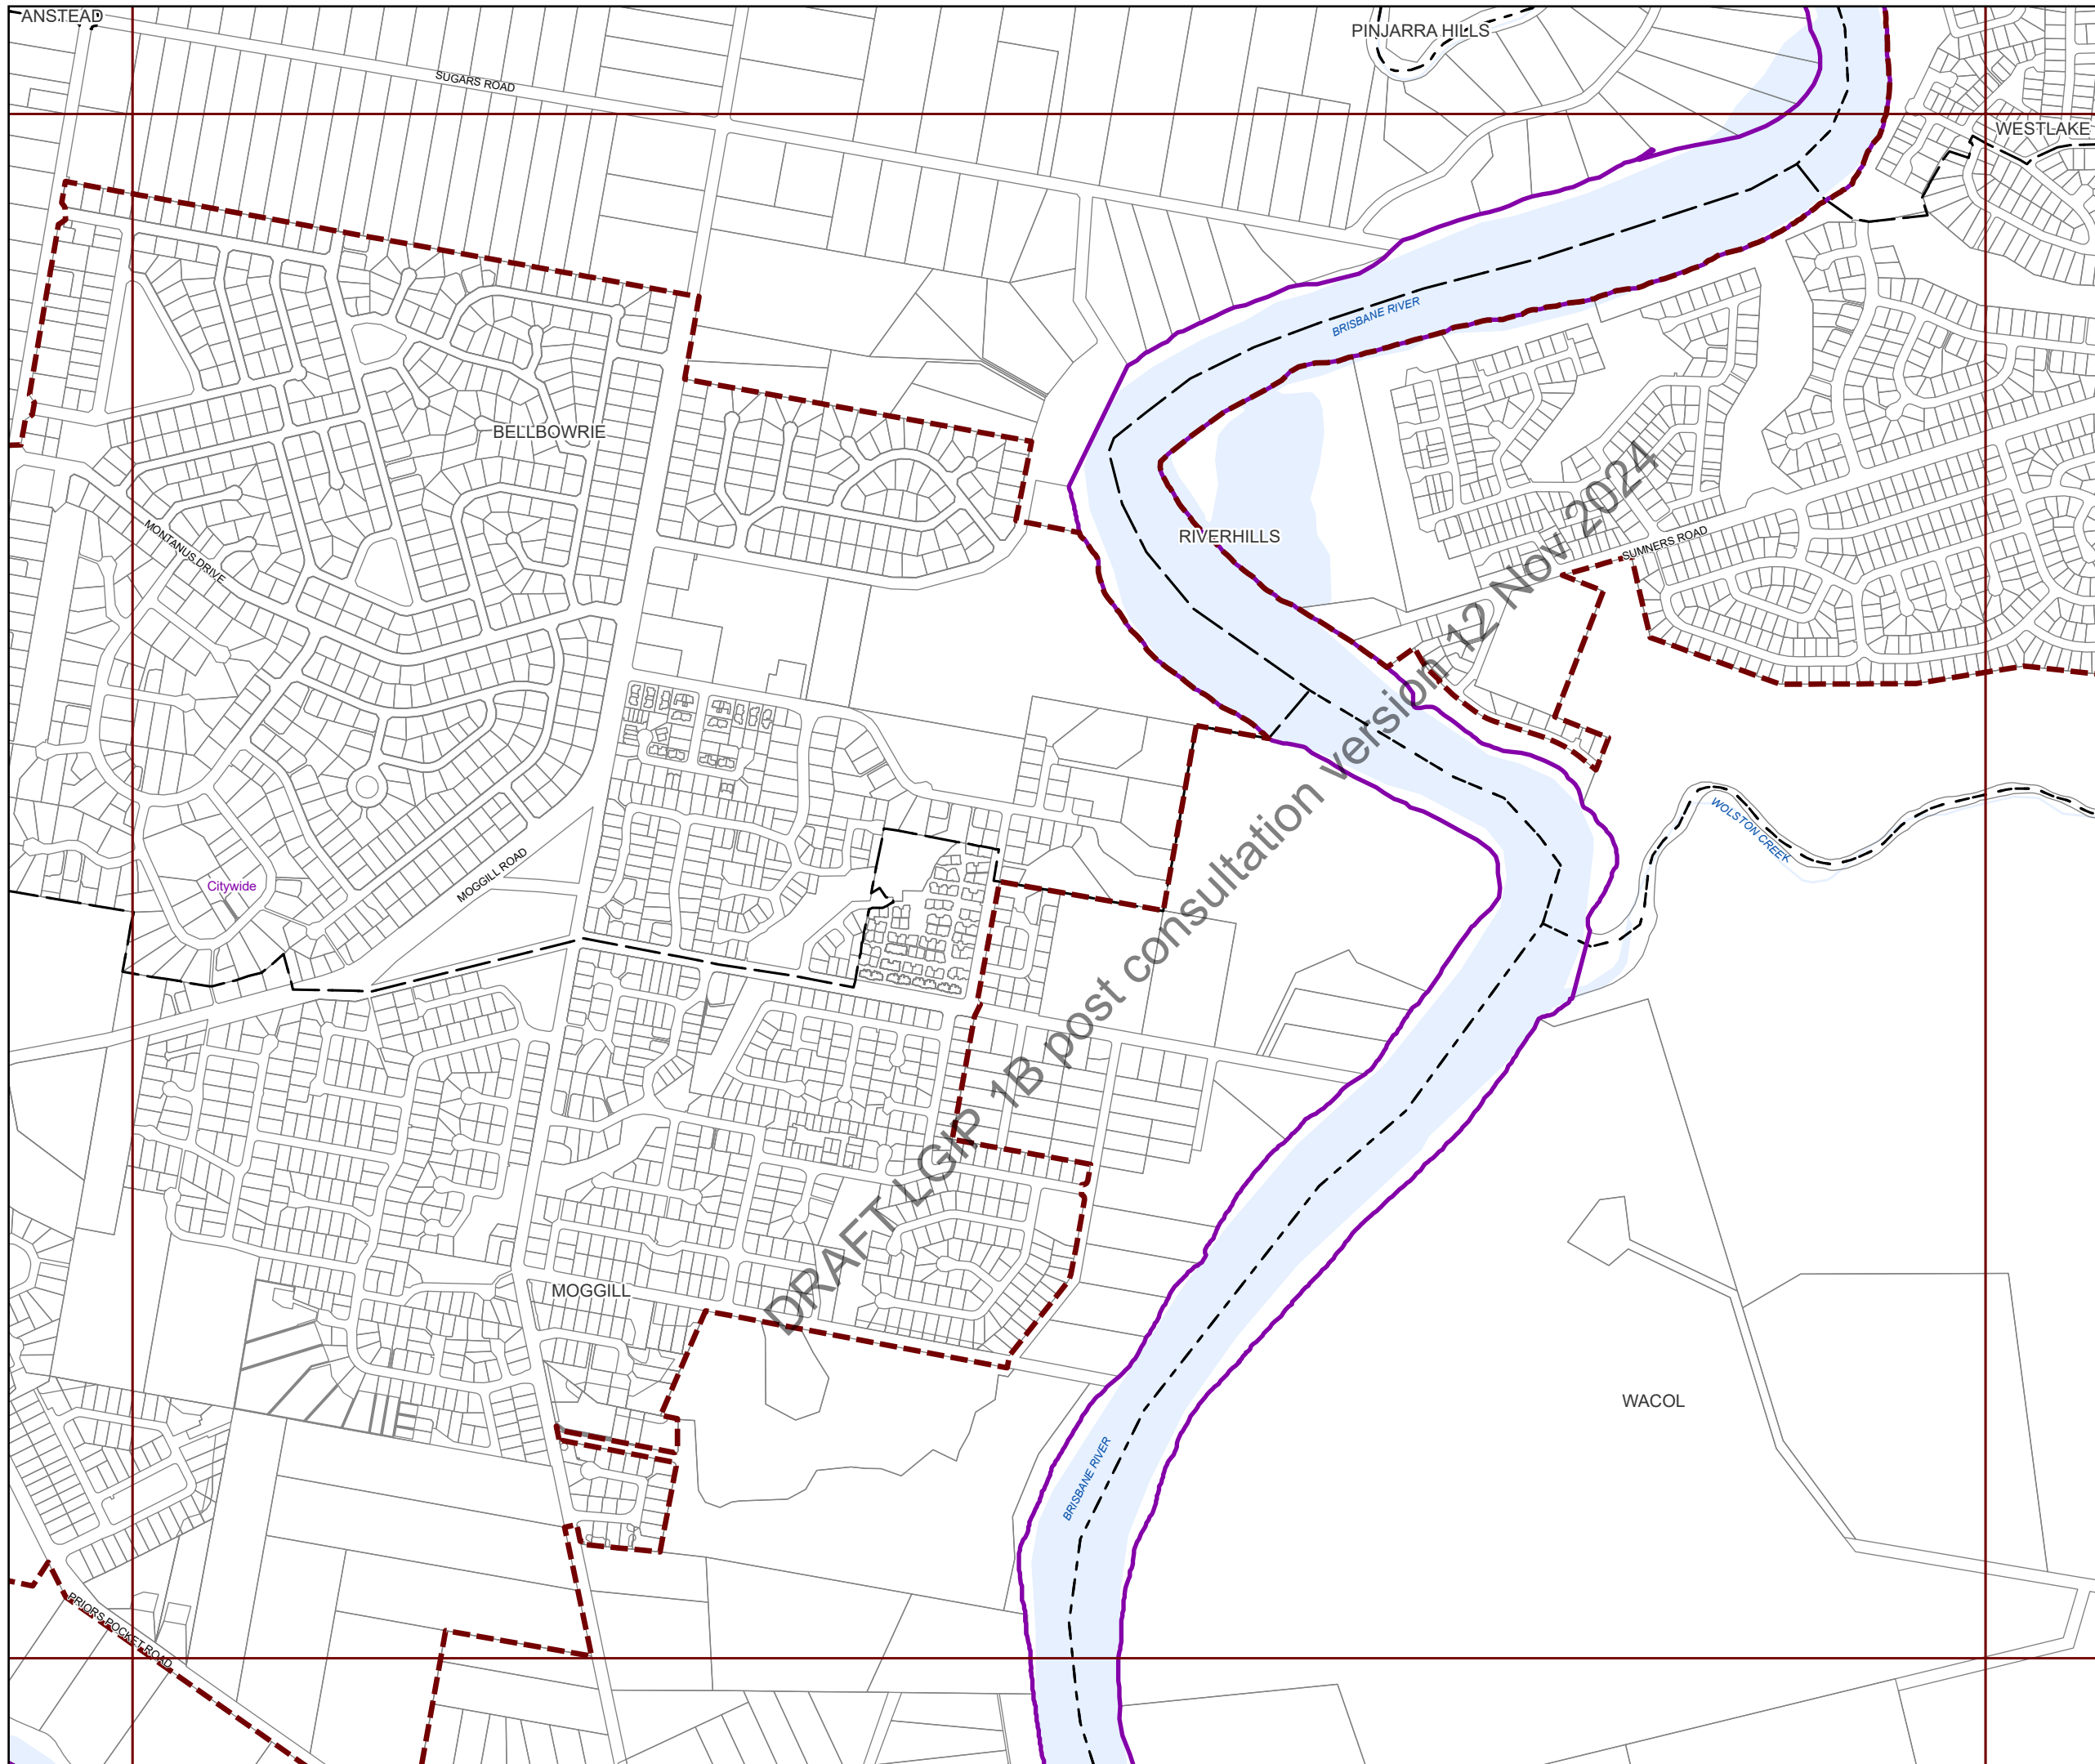 ANSTEAD
PINJARRA HILLS
SUGARS ROAD
WESTLAKE
BRISBANE RIVER
BELLBOWRIE
MONTANUS DRIVE
RIVERHILLS
SUMNERS ROAD
DRAFT LGIP 1B post consultation version 12 Nov 2024
WOLSTON CREEK
MOGGILL ROAD
Citywide
MOGGILL
WACOL
BRISBANE RIVER
PRIORS POCKET ROAD